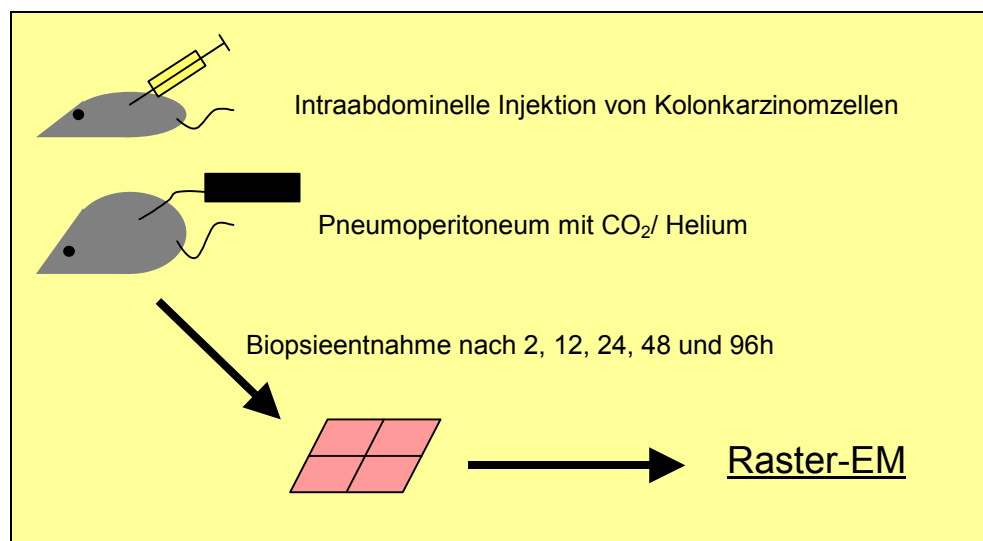 Intraabdominelle Injektion von Kolonkarzinomzellen
Pneumoperitoneum mit CO₂/ Helium
Biopsieentnahme nach 2, 12, 24, 48 und 96h
Raster-EM